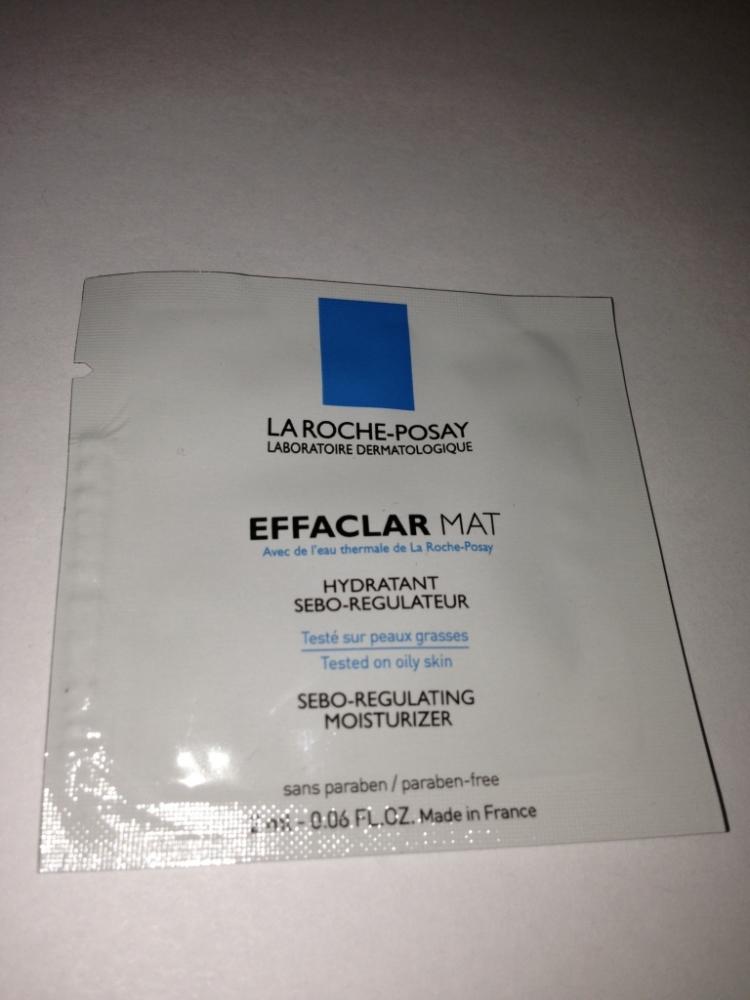 LA ROCHE-POSAY
LABORATOIRE DERMATOLOGIQUE
EFFACLAR MAT
Avec de l'eau thermale de La Roche-Posay
HYDRATANT
SEBO-REGULATEUR
Testé sur peaux grasses
Tested on oily skin
SEBO-REGULATING
MOISTURIZER
sans paraben / paraben-free
2 ml - 0.06 FL.OZ. Made in France